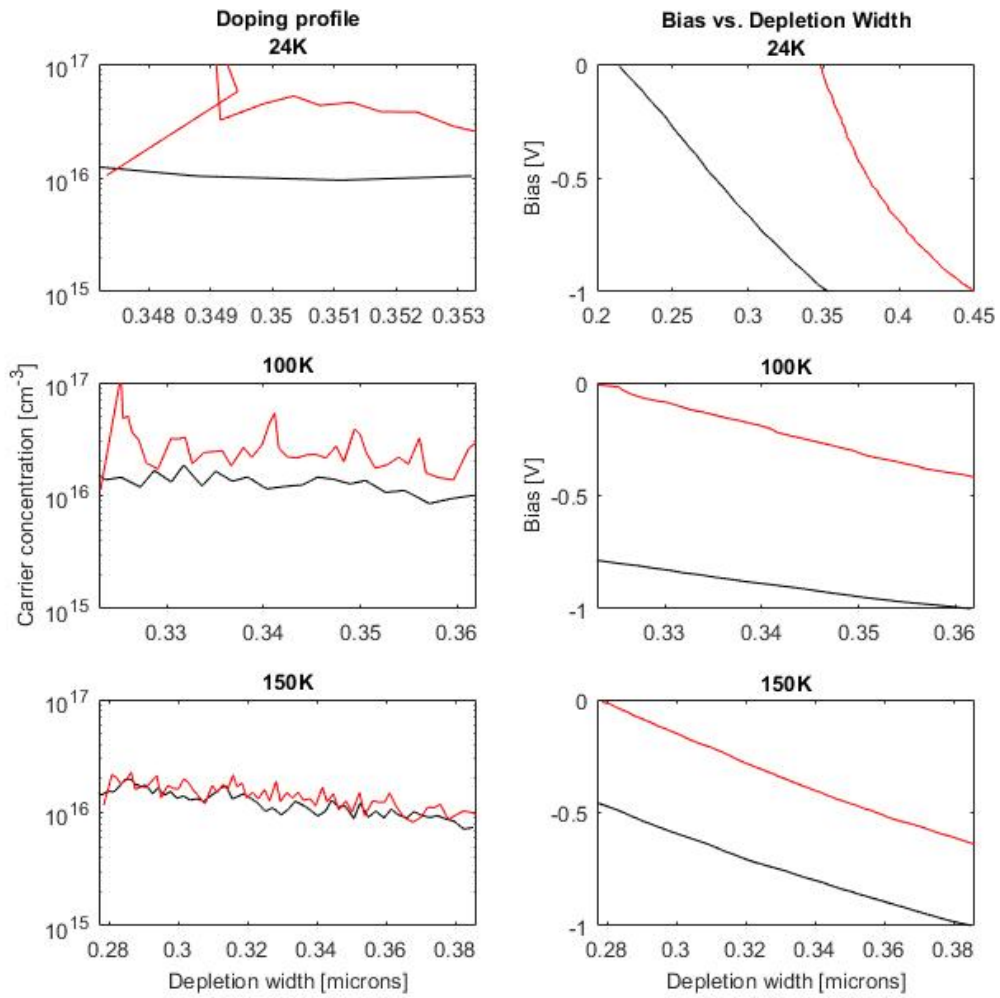 Doping profile
24K
10^17
10^16
10^15
0.348 0.349 0.35 0.351 0.352 0.353
Bias vs. Depletion Width
24K
0
-0.5
-1
Bias [V]
0.2 0.25 0.3 0.35 0.4 0.45
100K
10^17
10^16
10^15
Carrier concentration [cm^-3]
0.33 0.34 0.35 0.36
100K
0
-0.5
-1
Bias [V]
0.33 0.34 0.35 0.36
150K
10^17
10^16
10^15
0.28 0.3 0.32 0.34 0.36 0.38
Depletion width [microns]
150K
0
-0.5
-1
0.28 0.3 0.32 0.34 0.36 0.38
Depletion width [microns]